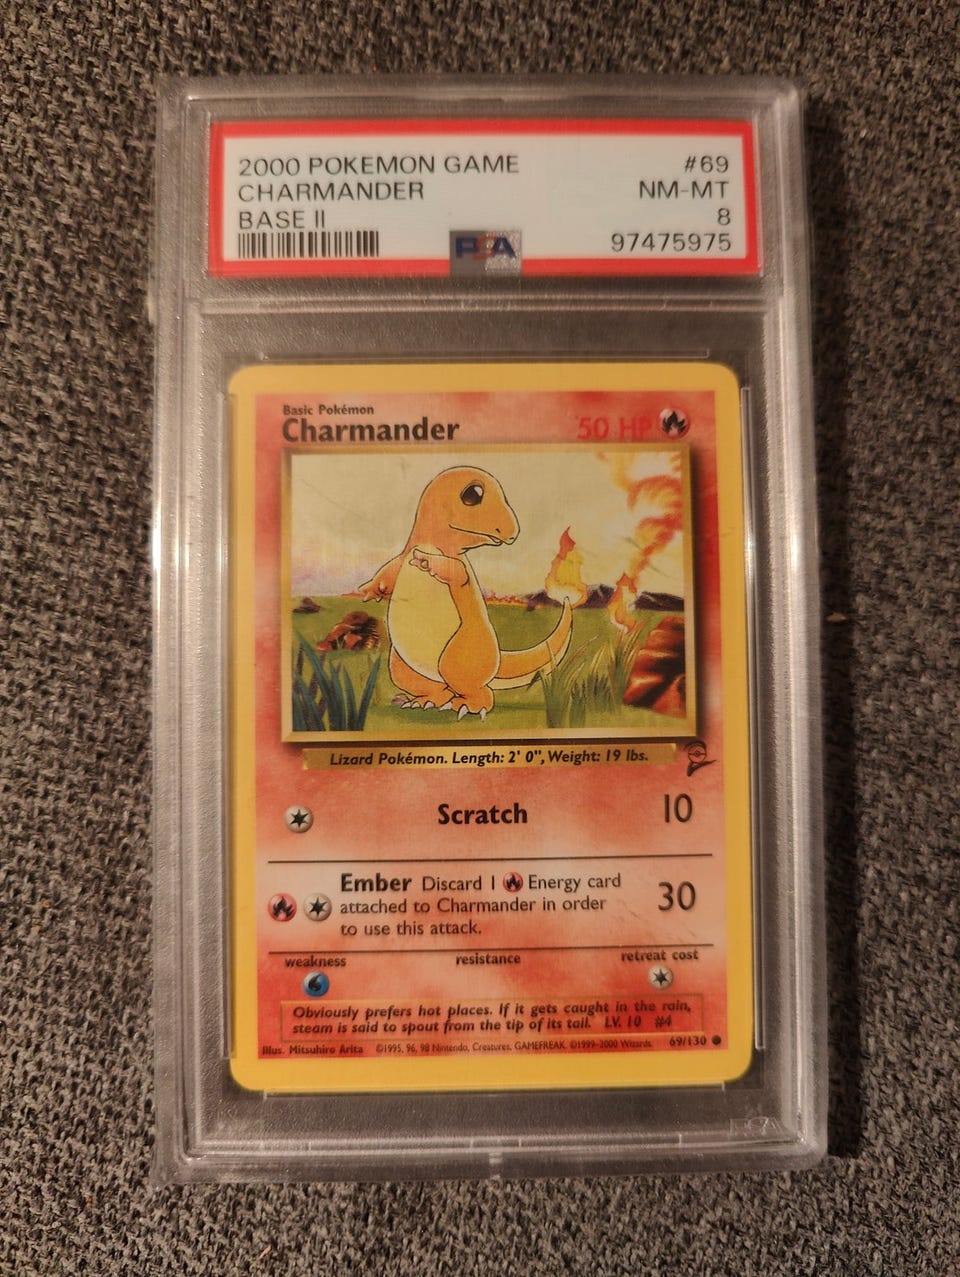 2000 POKEMON GAME #69
CHARMANDER NM-MT
BASE II 8
97475975
PSA
Basic Pokémon
Charmander 50 HP
Lizard Pokémon. Length: 2' 0", Weight: 19 lbs.
Scratch 10
Ember Discard 1 Energy card
attached to Charmander in order
to use this attack.
30
weakness resistance retreat cost
Obviously prefers hot places. If it gets caught in the rain,
steam is said to spout from the tip of its tail. LV. 10 #4
Illus. Mitsuhiro Arita ©1995, 96, 98 Nintendo, Creatures, GAMEFREAK. ©1999-2000 Wizards. 69/130
PSA